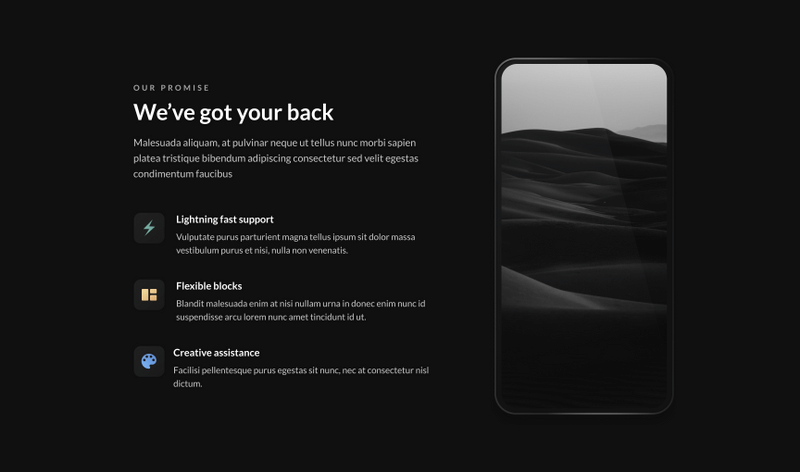 OUR PROMISE
We’ve got your back
Malesuada aliquam, at pulvinar neque ut tellus nunc morbi sapien
platea tristique bibendum adipiscing consectetur sed velit egestas
condimentum faucibus
Lightning fast support
Vulputate purus parturient magna tellus ipsum sit dolor massa
vestibulum purus et nisi, nulla non venenatis.
Flexible blocks
Blandit malesuada enim at nisi nullam urna in donec enim nunc id
suspendisse arcu lorem nunc amet tincidunt id ut.
Creative assistance
Facilisi pellentesque purus egestas sit nunc, nec at consectetur nisl
dictum.